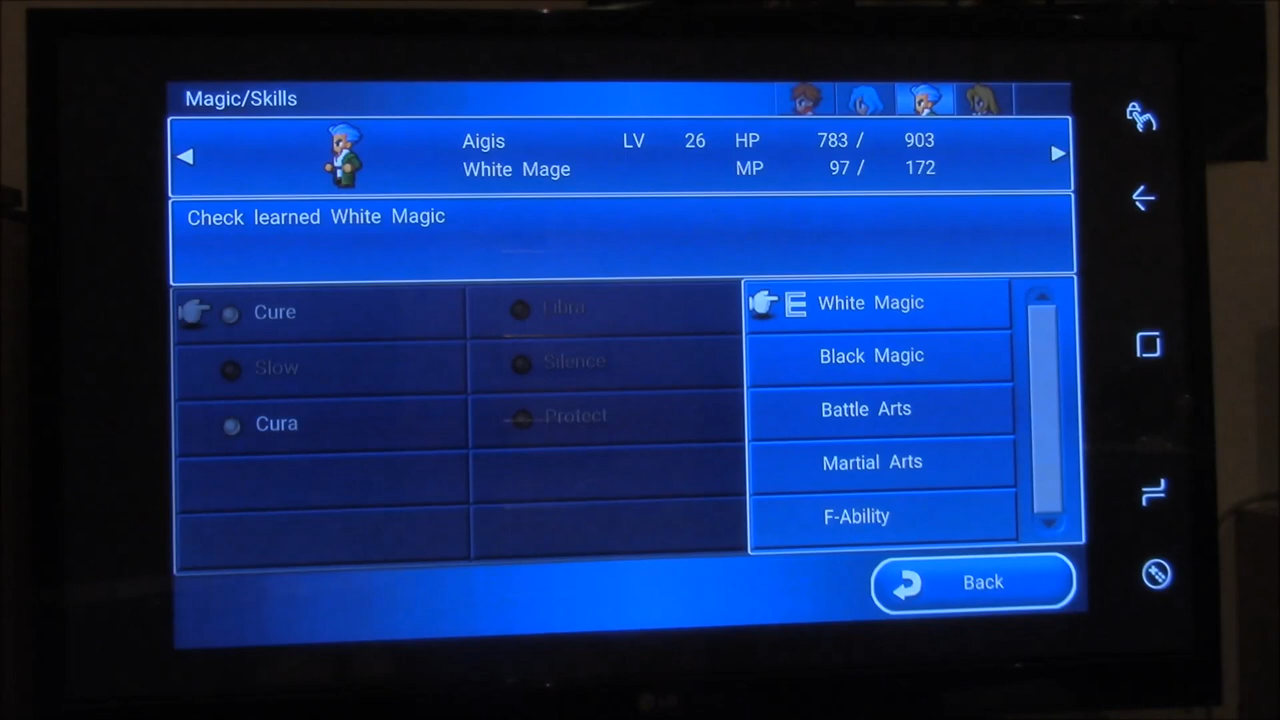 Magic/Skills
Aigis LV 26 HP 783 / 903
White Mage MP 97 / 172
Check learned White Magic
Cure Libra E White Magic
Slow Silence Black Magic
Cura Protect Battle Arts
Martial Arts
F-Ability
Back
LG